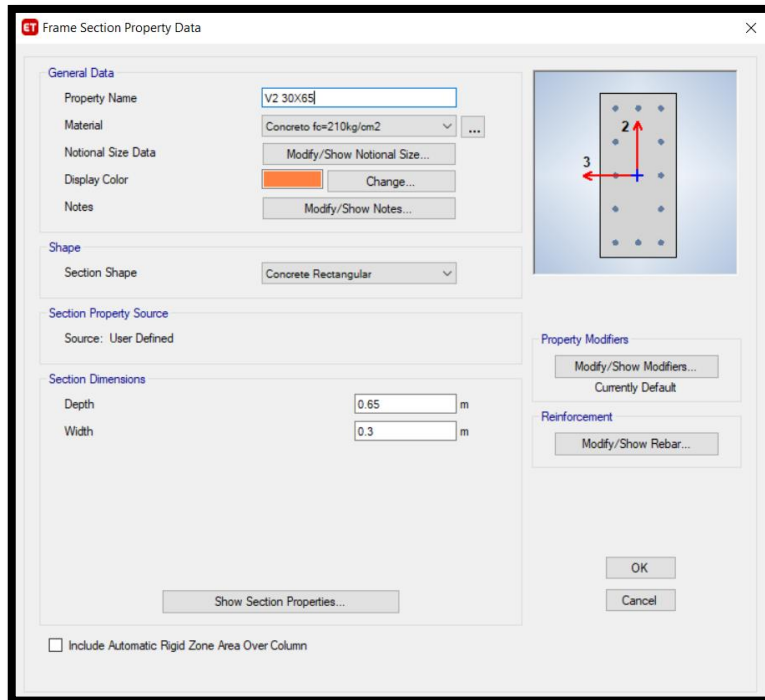 ET Frame Section Property Data
General Data
Property Name V2 30X65
Material Concreto fc=210kg/cm2 ...
Notional Size Data Modify/Show Notional Size...
Display Color Change...
Notes Modify/Show Notes...
2
3
Shape
Section Shape Concrete Rectangular
Section Property Source
Source: User Defined
Property Modifiers
Modify/Show Modifiers...
Currently Default
Section Dimensions
Depth 0.65 m
Width 0.3 m
Reinforcement
Modify/Show Rebar...
OK
Show Section Properties... Cancel
Include Automatic Rigid Zone Area Over Column